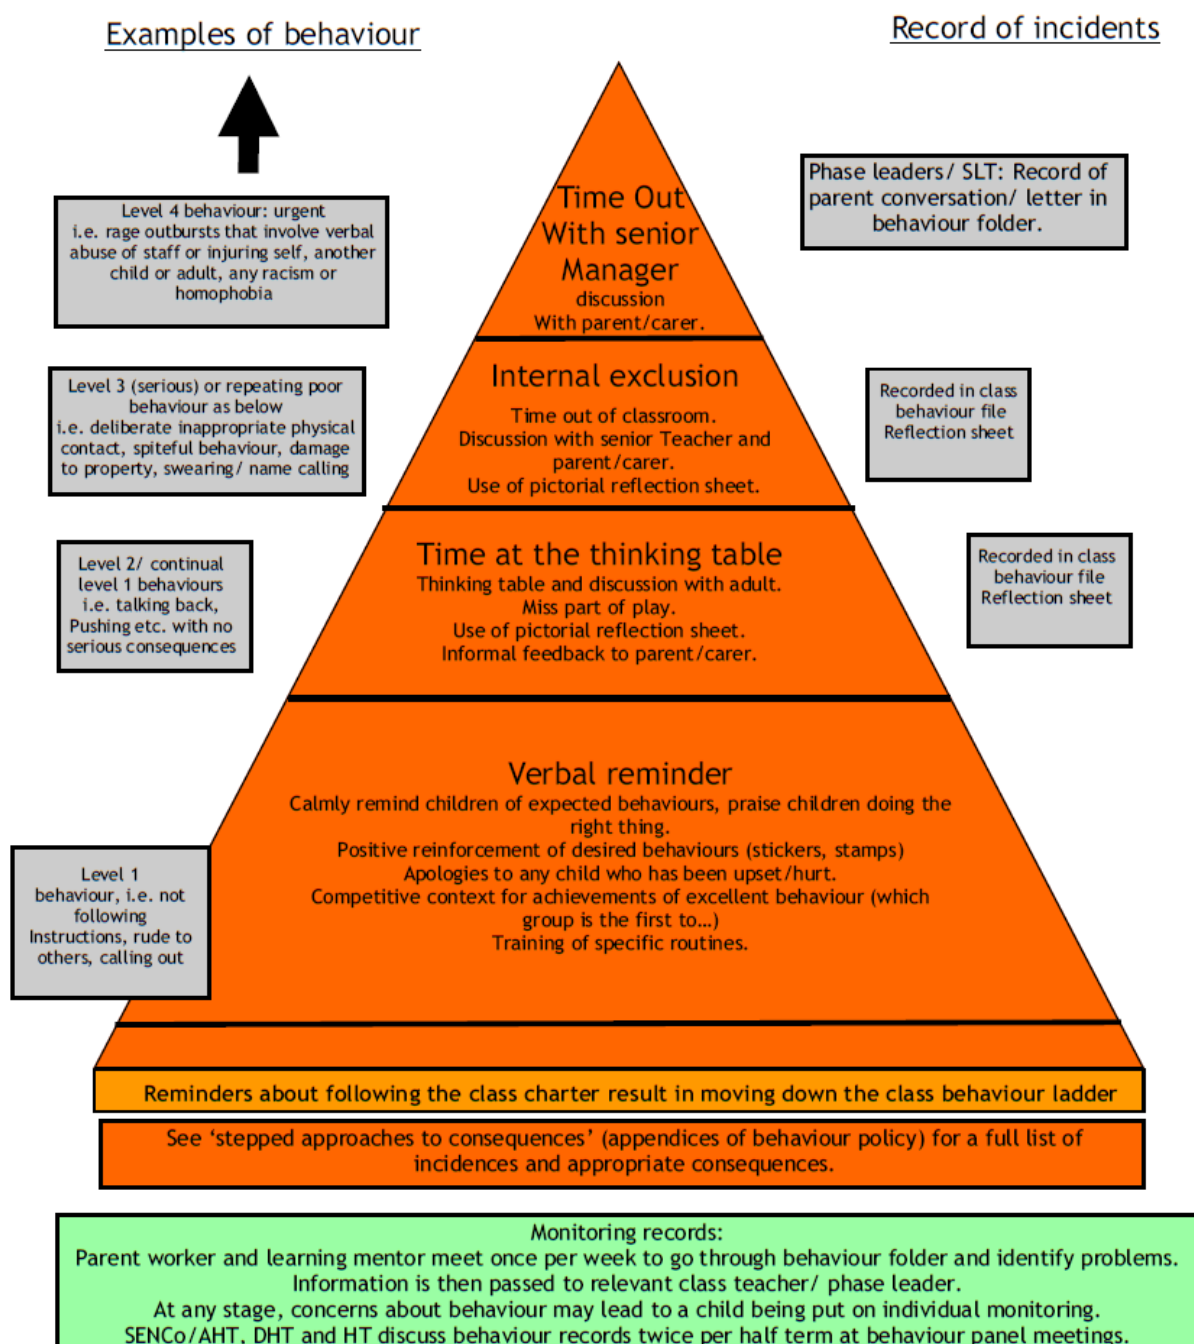 Examples of behaviour
Record of incidents
Level 4 behaviour: urgent
i.e. rage outbursts that involve verbal
abuse of staff or injuring self, another
child or adult, any racism or
homophobia
Time Out
With senior
Manager
discussion
With parent/carer.
Phase leaders/ SLT: Record of
parent conversation/ letter in
behaviour folder.
Level 3 (serious) or repeating poor
behaviour as below
i.e. deliberate inappropriate physical
contact, spiteful behaviour, damage
to property, swearing/ name calling
Internal exclusion
Time out of classroom.
Discussion with senior Teacher and
parent/carer.
Use of pictorial reflection sheet.
Recorded in class
behaviour file
Reflection sheet
Level 2/ continual
level 1 behaviours
i.e. talking back,
Pushing etc. with no
serious consequences
Time at the thinking table
Thinking table and discussion with adult.
Miss part of play.
Use of pictorial reflection sheet.
Informal feedback to parent/carer.
Recorded in class
behaviour file
Reflection sheet
Level 1
behaviour, i.e. not
following
Instructions, rude to
others, calling out
Verbal reminder
Calmly remind children of expected behaviours, praise children doing the
right thing.
Positive reinforcement of desired behaviours (stickers, stamps)
Apologies to any child who has been upset/hurt.
Competitive context for achievements of excellent behaviour (which
group is the first to…)
Training of specific routines.
Reminders about following the class charter result in moving down the class behaviour ladder
See ‘stepped approaches to consequences’ (appendices of behaviour policy) for a full list of
incidences and appropriate consequences.
Monitoring records:
Parent worker and learning mentor meet once per week to go through behaviour folder and identify problems.
Information is then passed to relevant class teacher/ phase leader.
At any stage, concerns about behaviour may lead to a child being put on individual monitoring.
SENCo/AHT, DHT and HT discuss behaviour records twice per half term at behaviour panel meetings.